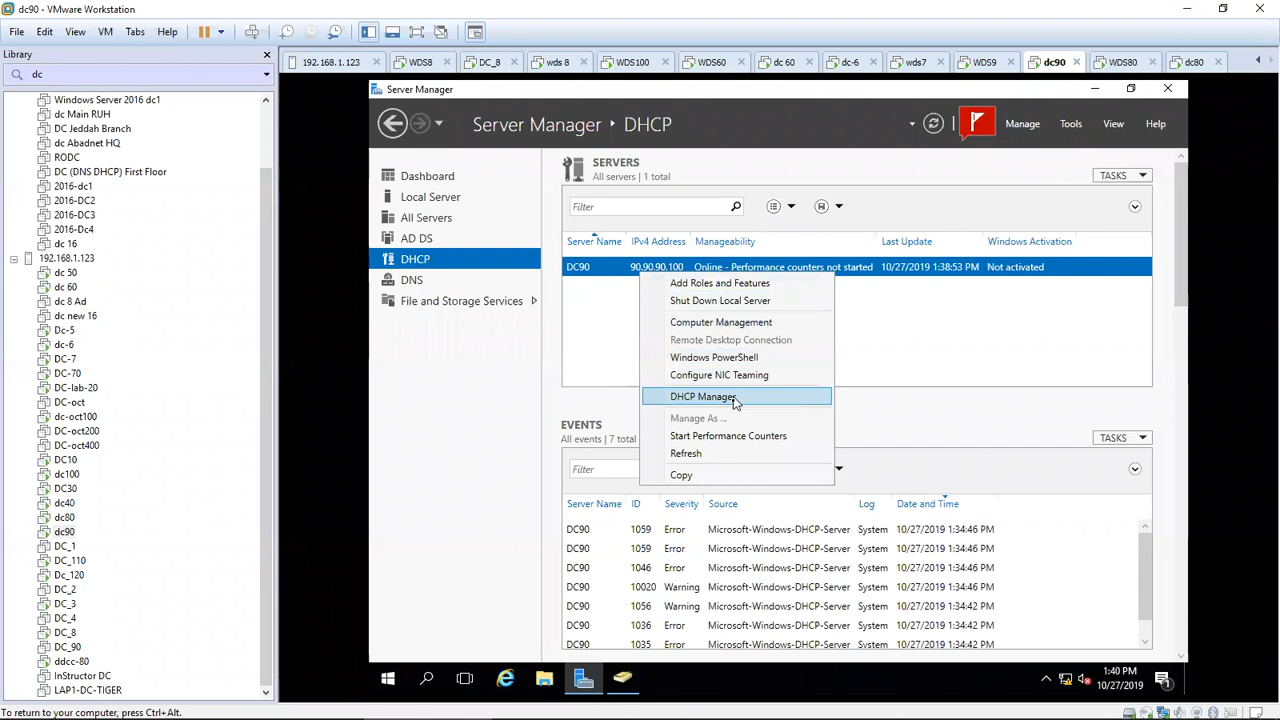 dc90 - VMware Workstation
File Edit View VM Tabs Help
Library
dc
Windows Server 2016 dc1
dc Main RUH
DC Jeddah Branch
dc Abadnet HQ
RODC
DC (DNS DHCP) First Floor
2016-dc1
2016-DC2
2016-DC3
2016-Dc4
dc 16
192.168.1.123
dc 50
dc 60
dc 8 Ad
dc new 16
Dc-5
dc-6
DC-7
DC-70
DC-lab-20
DC-oct
dc-oct100
dc-oct200
DC-oct400
DC10
dc100
DC30
dc40
dc80
dc90
DC_1
DC_110
Dc_120
DC_2
DC_3
DC_4
DC_8
DC_90
ddcc-80
InStructor DC
LAP1-DC-TIGER
To return to your computer, press Ctrl+Alt.
192.168.1.123 WDS8 DC_8 wds 8 WDS100 WDS60 dc 60 dc-6 wds7 WDS9 dc90 WDS80 dc80
Server Manager
Server Manager DHCP
Manage Tools View Help
Dashboard
Local Server
All Servers
AD DS
DHCP
DNS
File and Storage Services
SERVERS
All servers | 1 total
TASKS
Filter
Server Name IPv4 Address Manageability Last Update Windows Activation
DC90 90.90.90.100 Online - Performance counters not started 10/27/2019 1:38:53 PM Not activated
Add Roles and Features
Shut Down Local Server
Computer Management
Remote Desktop Connection
Windows PowerShell
Configure NIC Teaming
DHCP Manager
Manage As ...
Start Performance Counters
Refresh
Copy
EVENTS
All events | 7 total
TASKS
Filter
Server Name ID Severity Source Log Date and Time
DC90 1059 Error Microsoft-Windows-DHCP-Server System 10/27/2019 1:34:46 PM
DC90 1059 Error Microsoft-Windows-DHCP-Server System 10/27/2019 1:34:46 PM
DC90 1046 Error Microsoft-Windows-DHCP-Server System 10/27/2019 1:34:46 PM
DC90 10020 Warning Microsoft-Windows-DHCP-Server System 10/27/2019 1:34:42 PM
DC90 1056 Warning Microsoft-Windows-DHCP-Server System 10/27/2019 1:34:42 PM
DC90 1036 Error Microsoft-Windows-DHCP-Server System 10/27/2019 1:34:42 PM
DC90 1035 Error Microsoft-Windows-DHCP-Server System 10/27/2019 1:34:42 PM
1:40 PM
10/27/2019
1